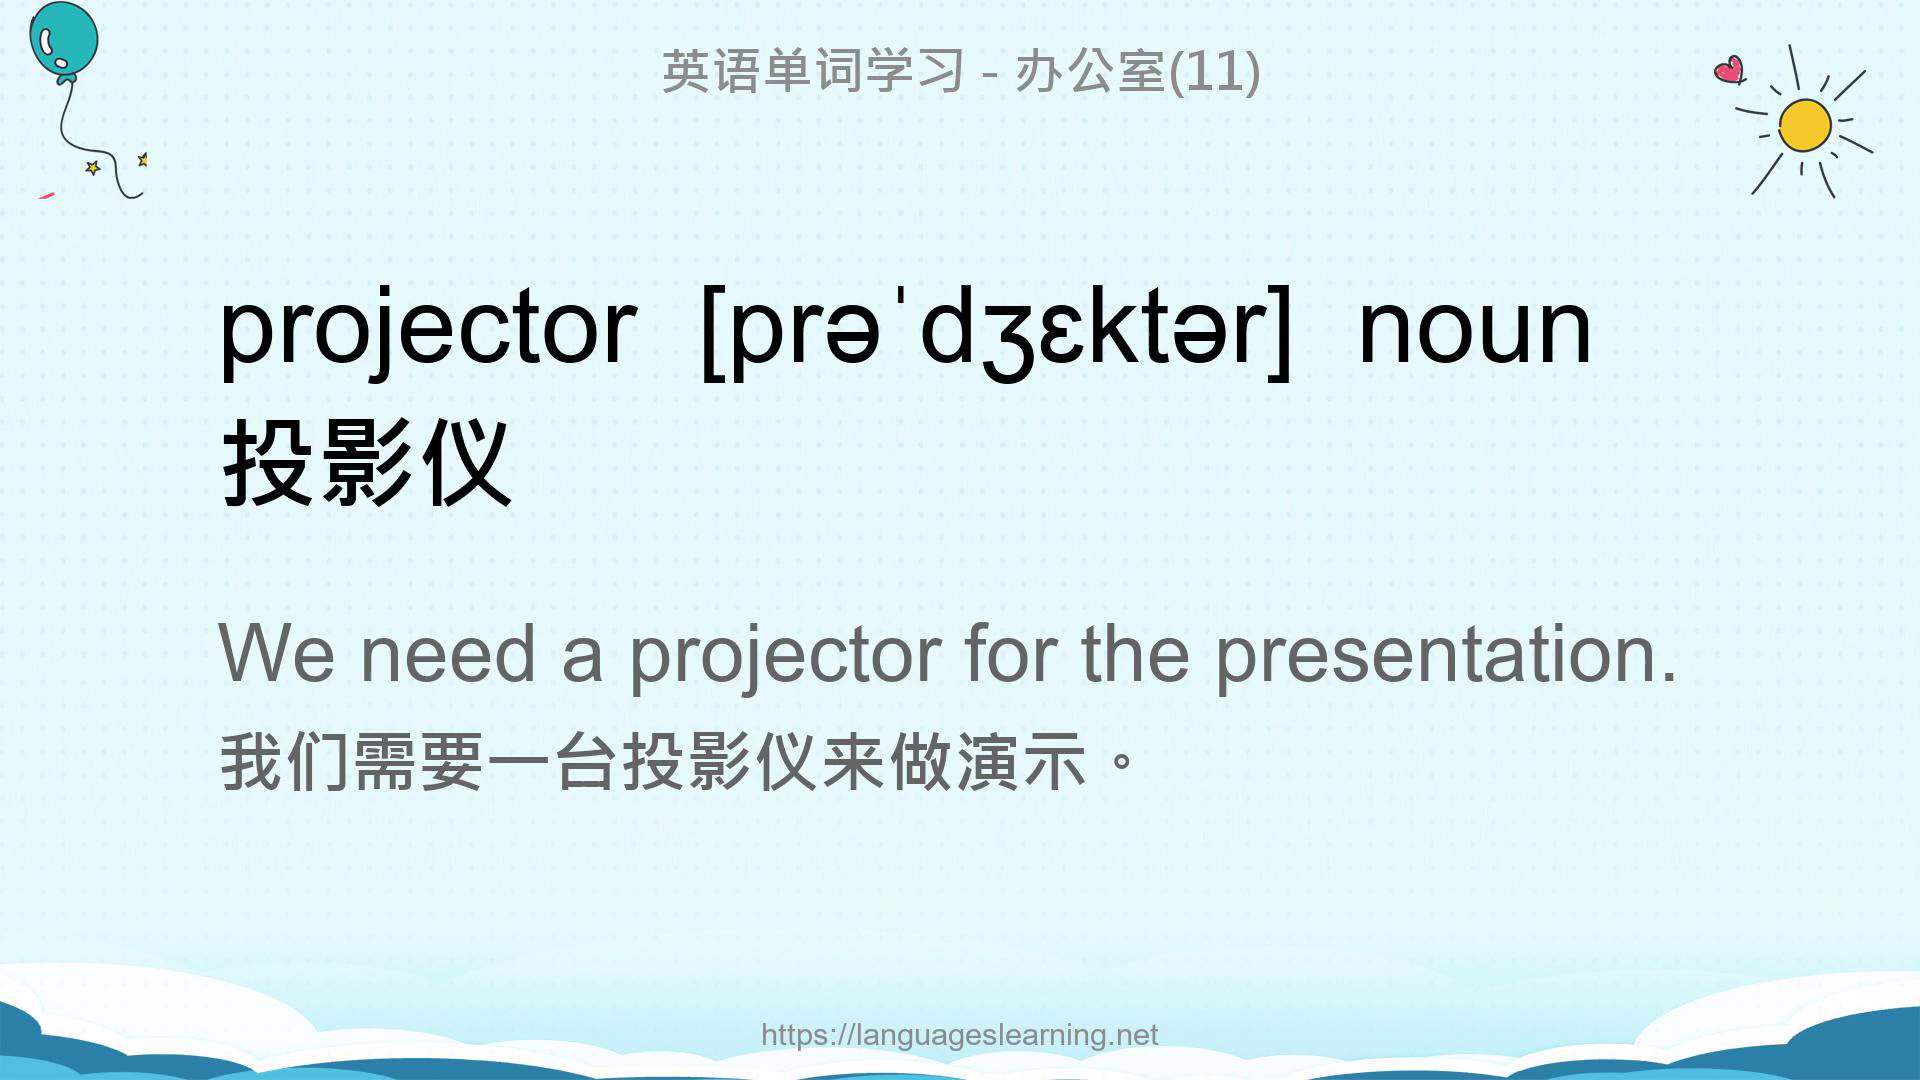 英语单词学习 - 办公室(11)
projector [prəˈdʒɛktər] noun
投影仪
We need a projector for the presentation.
我们需要一台投影仪来做演示。
https://languageslearning.net